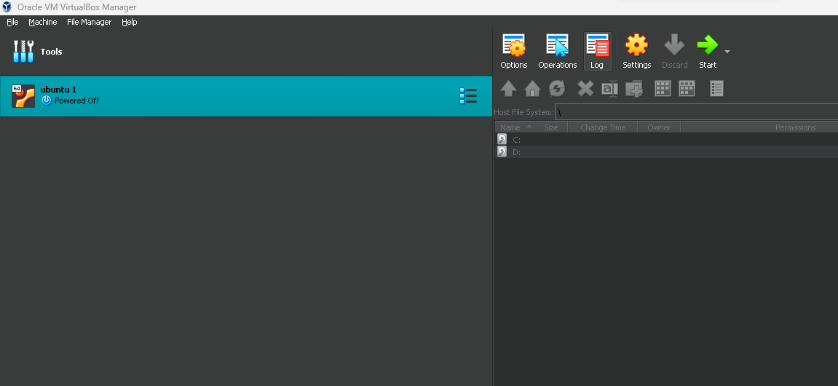 Oracle VM VirtualBox Manager
File Machine File Manager Help
Tools
Options Operations Log Settings Discard Start
ubuntu 1
Powered Off
Host File System: \
Name Size Change Time Owner Permissions
C:
D: